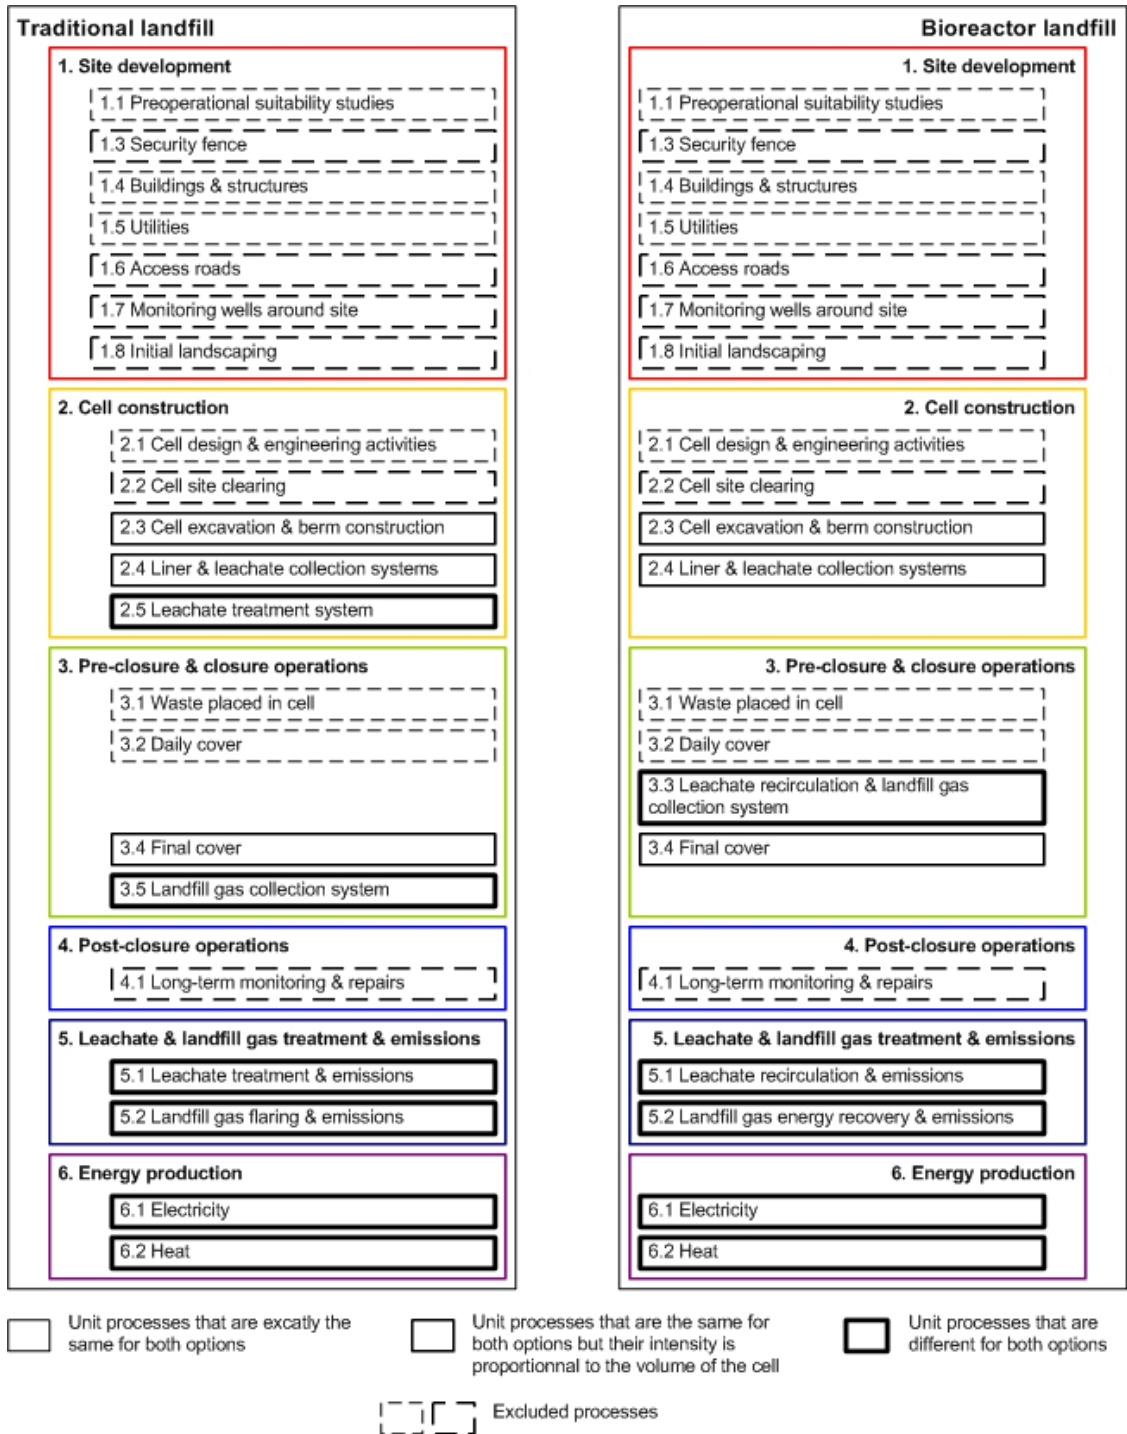 Traditional landfill
1. Site development
1.1 Preoperational suitability studies
1.3 Security fence
1.4 Buildings & structures
1.5 Utilities
1.6 Access roads
1.7 Monitoring wells around site
1.8 Initial landscaping
2. Cell construction
2.1 Cell design & engineering activities
2.2 Cell site clearing
2.3 Cell excavation & berm construction
2.4 Liner & leachate collection systems
2.5 Leachate treatment system
3. Pre-closure & closure operations
3.1 Waste placed in cell
3.2 Daily cover
3.4 Final cover
3.5 Landfill gas collection system
4. Post-closure operations
4.1 Long-term monitoring & repairs
5. Leachate & landfill gas treatment & emissions
5.1 Leachate treatment & emissions
5.2 Landfill gas flaring & emissions
6. Energy production
6.1 Electricity
6.2 Heat
Bioreactor landfill
1. Site development
1.1 Preoperational suitability studies
1.3 Security fence
1.4 Buildings & structures
1.5 Utilities
1.6 Access roads
1.7 Monitoring wells around site
1.8 Initial landscaping
2. Cell construction
2.1 Cell design & engineering activities
2.2 Cell site clearing
2.3 Cell excavation & berm construction
2.4 Liner & leachate collection systems
3. Pre-closure & closure operations
3.1 Waste placed in cell
3.2 Daily cover
3.3 Leachate recirculation & landfill gas
collection system
3.4 Final cover
4. Post-closure operations
4.1 Long-term monitoring & repairs
5. Leachate & landfill gas treatment & emissions
5.1 Leachate recirculation & emissions
5.2 Landfill gas energy recovery & emissions
6. Energy production
6.1 Electricity
6.2 Heat
Unit processes that are excatly the
same for both options
Unit processes that are the same for
both options but their intensity is
proportionnal to the volume of the cell
Unit processes that are
different for both options
Excluded processes